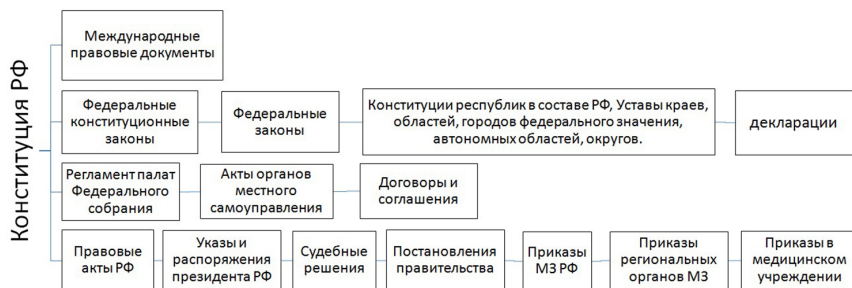 Конституция РФ
Международные
правовые документы
Федеральные
конституционные
законы
Федеральные
законы
Конституции республик в составе РФ, Уставы краев,
областей, городов федерального значения,
автономных областей, округов.
декларации
Регламент палат
Федерального
собрания
Акты органов
местного
самоуправления
Договоры и
соглашения
Правовые
акты РФ
Указы и
распоряжения
президента РФ
Судебные
решения
Постановления
правительства
Приказы
МЗ РФ
Приказы
региональных
органов МЗ
Приказы в
медицинском
учреждении